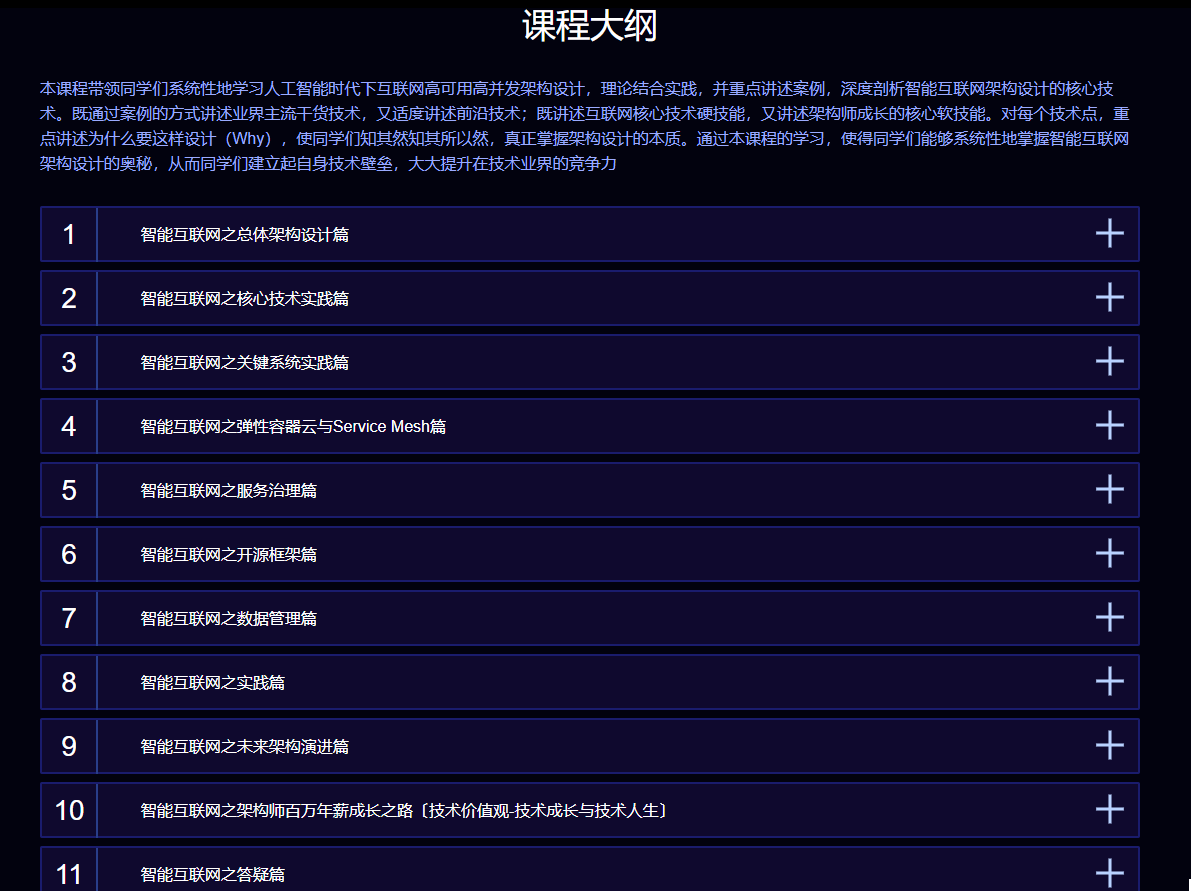 课程大纲
本课程带领同学们系统性地学习人工智能时代下互联网高可用高并发架构设计，理论结合实践，并重点讲述案例，深度剖析智能互联网架构设计的核心技
术。既通过案例的方式讲述业界主流干货技术，又适度讲述前沿技术；既讲述互联网核心技术硬技能，又讲述架构师成长的核心软技能。对每个技术点，重
点讲述为什么要这样设计（Why），使同学们知其然知其所以然，真正掌握架构设计的本质。通过本课程的学习，使得同学们能够系统性地掌握智能互联网
架构设计的奥秘，从而同学们建立起自身技术壁垒，大大提升在技术业界的竞争力
1 智能互联网之总体架构设计篇
2 智能互联网之核心技术实践篇
3 智能互联网之关键系统实践篇
4 智能互联网之弹性容器云与Service Mesh篇
5 智能互联网之服务治理篇
6 智能互联网之开源框架篇
7 智能互联网之数据管理篇
8 智能互联网之实践篇
9 智能互联网之未来架构演进篇
10 智能互联网之架构师百万年薪成长之路〔技术价值观-技术成长与技术人生〕
11 智能互联网之答疑篇